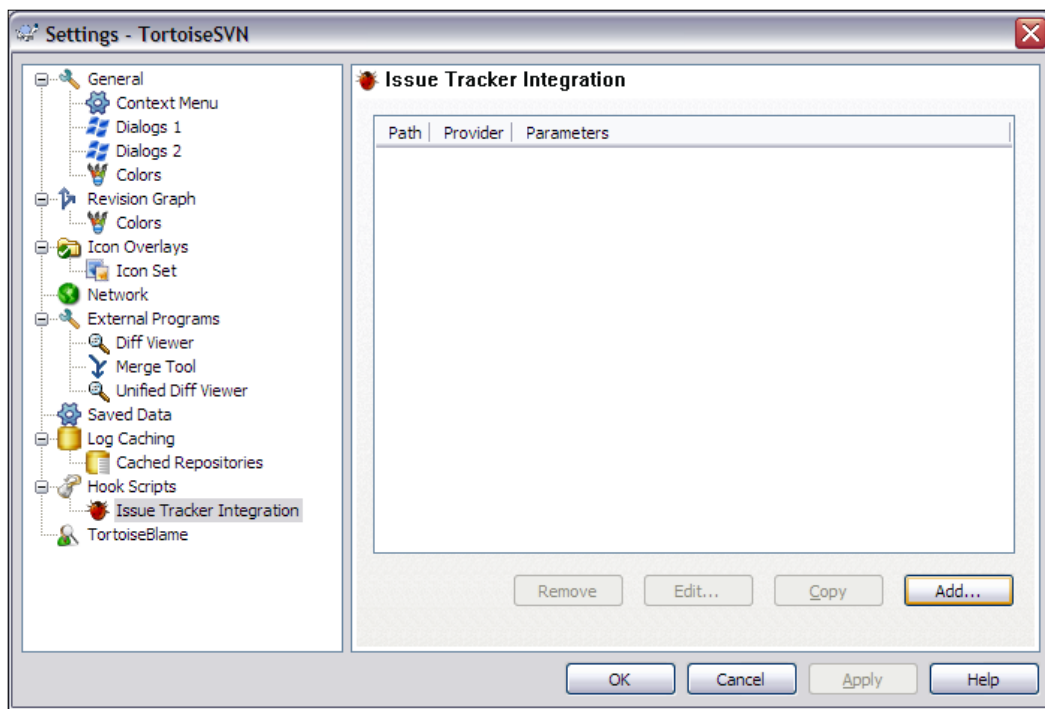 Settings - TortoiseSVN
General
Context Menu
Dialogs 1
Dialogs 2
Colors
Revision Graph
Colors
Icon Overlays
Icon Set
Network
External Programs
Diff Viewer
Merge Tool
Unified Diff Viewer
Saved Data
Log Caching
Cached Repositories
Hook Scripts
Issue Tracker Integration
TortoiseBlame
Issue Tracker Integration
Path Provider Parameters
Remove Edit... Copy Add...
OK Cancel Apply Help